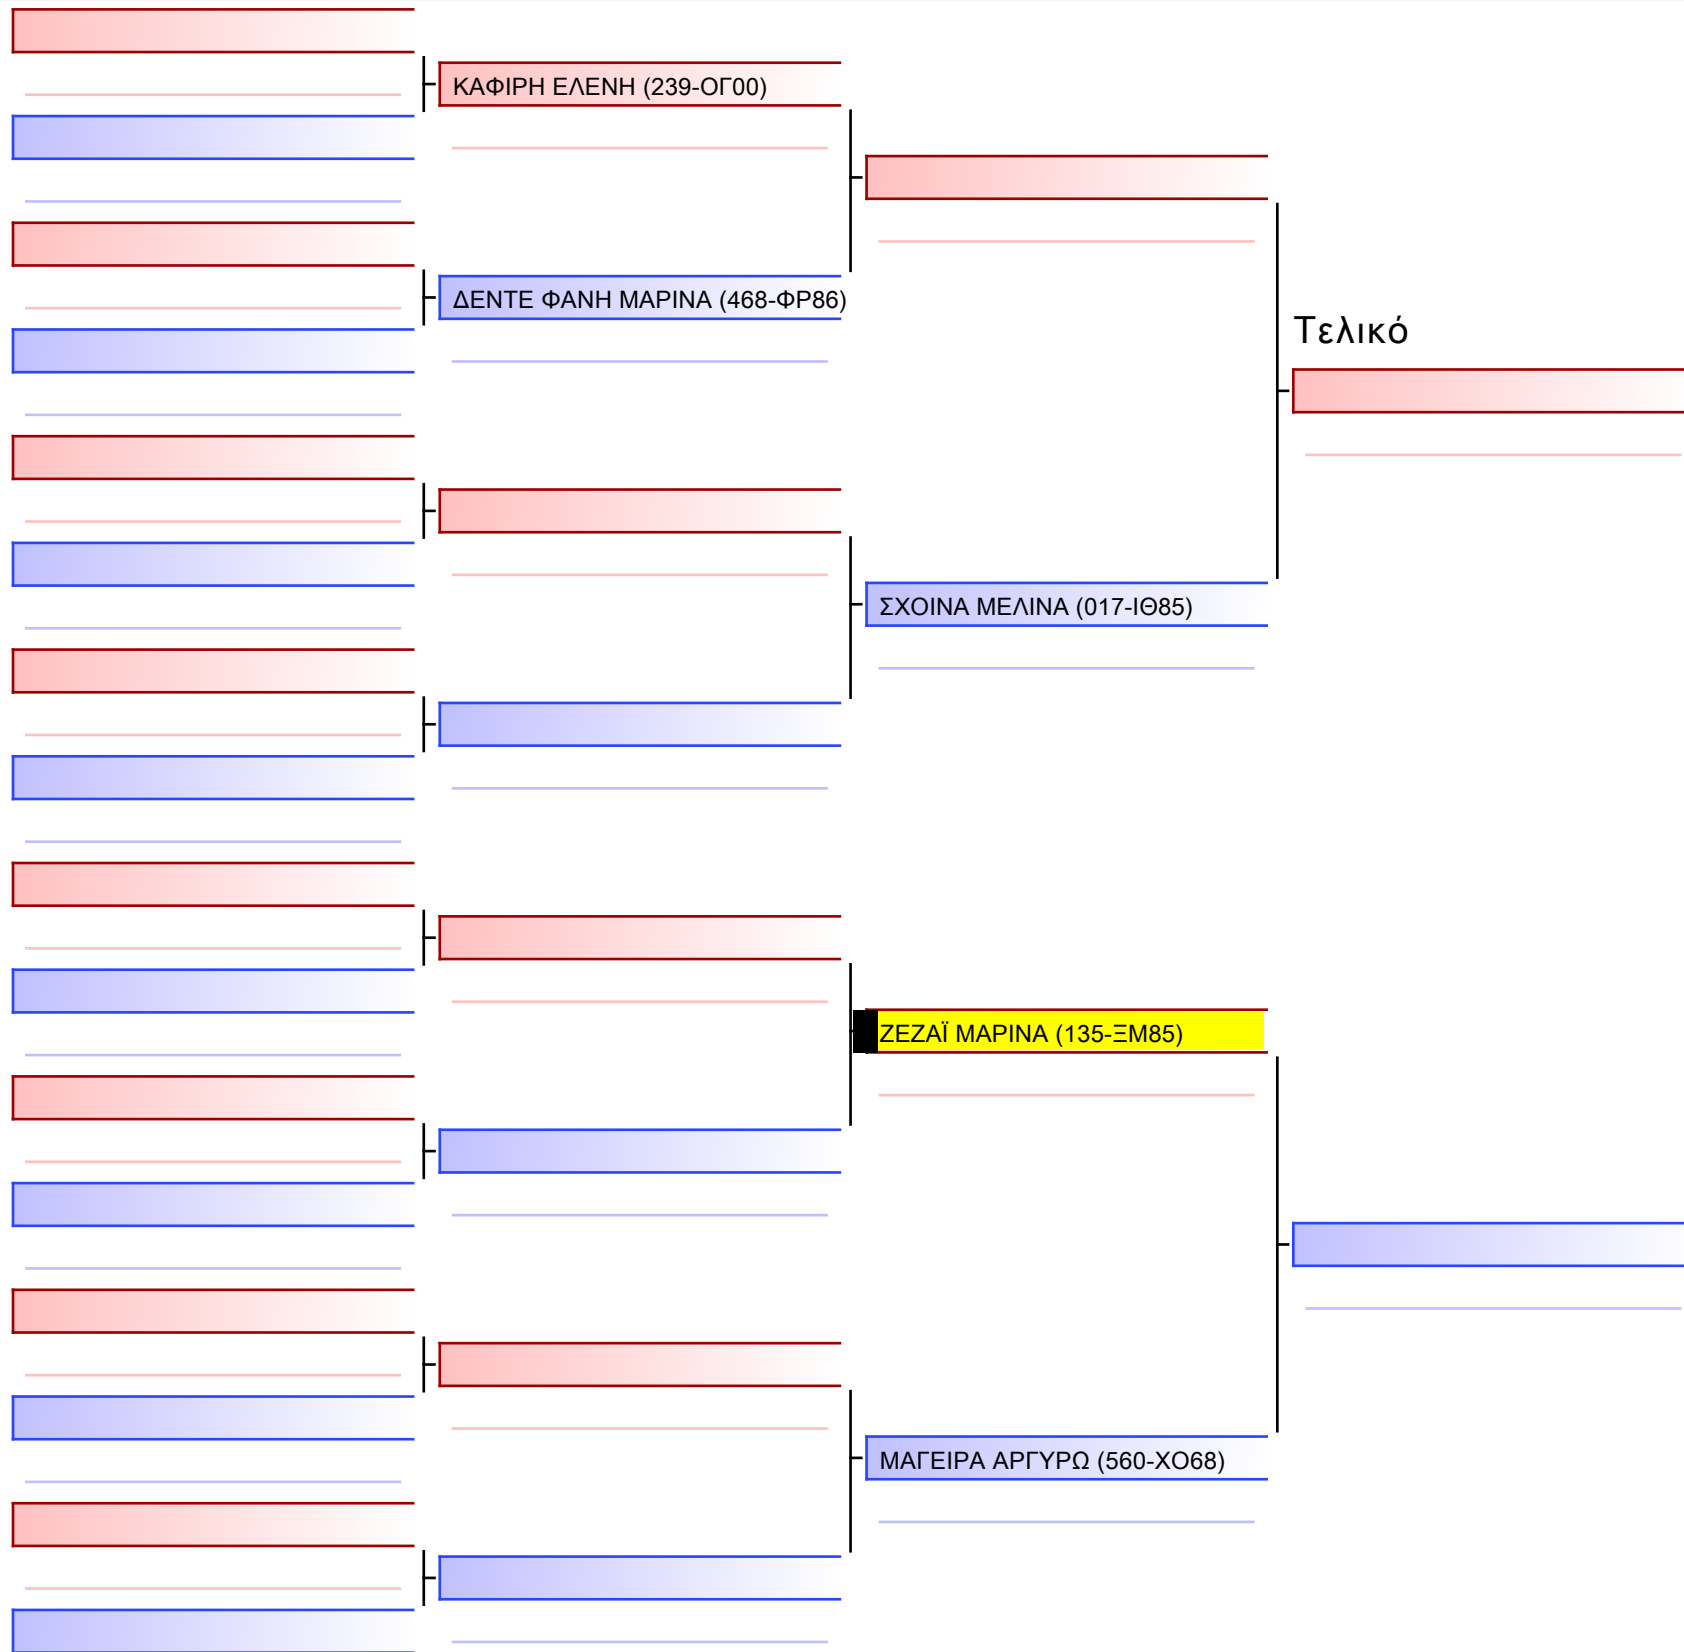 ΚΑΦΙΡΗ ΕΛΕΝΗ (239-ΟΓ00)
ΔΕΝΤΕ ΦΑΝΗ ΜΑΡΙΝΑ (468-ΦΡ86)
Τελικό
ΣΧΟΙΝΑ ΜΕΛΙΝΑ (017-ΙΘ85)
ΖΕΖΑΪ ΜΑΡΙΝΑ (135-ΞΜ85)
ΜΑΓΕΙΡΑ ΑΡΓΥΡΩ (560-ΧΟ68)